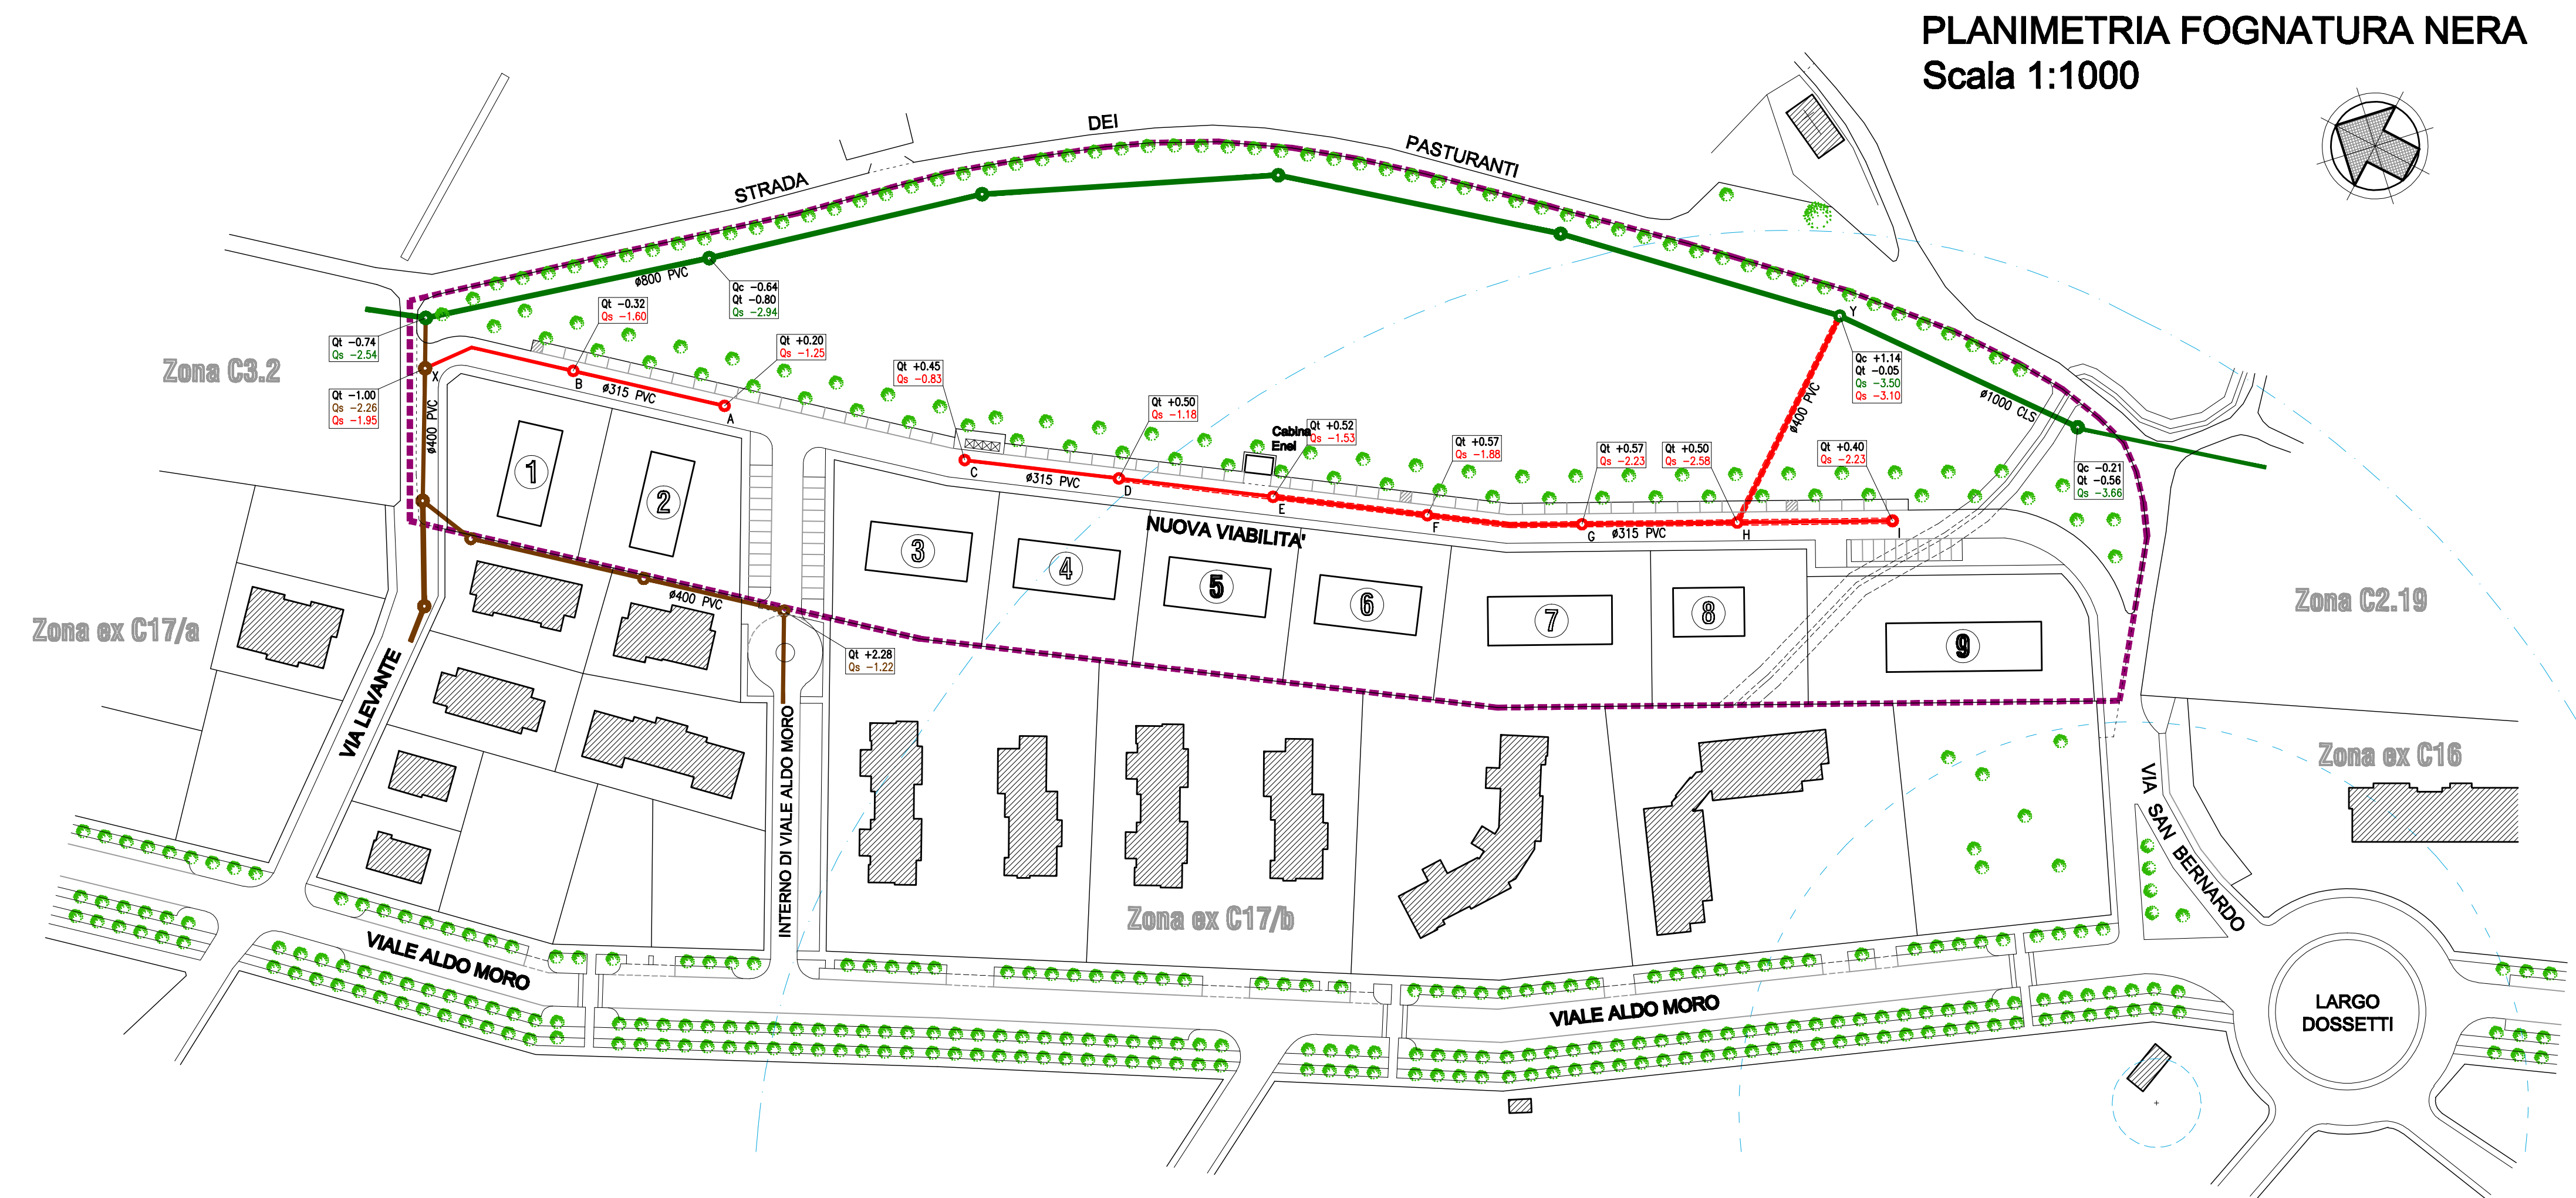 PLANIMETRIA FOGNATURA NERA
Scala 1:1000
STRADA
DEI
PASTURANTI
ø800 PVC
Qc -0.64
Qt -0.80
Qs -2.94
Qt -0.32
Qs -1.60
Qt -0.74
Qs -2.54
Zona C3.2
X
B
ø315 PVC
A
Qt +0.20
Qs -1.25
Qt -1.00
Qs -2.26
Qs -1.95
ø400 PVC
Qt +0.45
Qs -0.83
Qt +0.50
Qs -1.18
Cabina
Enel
Qt +0.52
Qs -1.53
Qt +0.57
Qs -1.88
Qt +0.57
Qs -2.23
Qt +0.50
Qs -2.58
Qt +0.40
Qs -2.23
Y
Qc +1.14
Qt -0.05
Qs -3.50
Qs -3.10
ø400 PVC
ø1000 CLS
Qc -0.21
Qt -0.56
Qs -3.66
C
ø315 PVC
D
E
F
G
ø315 PVC
H
I
NUOVA VIABILITA'
1
2
3
4
5
6
7
8
9
ø400 PVC
Qt +2.28
Qs -1.22
Zona ex C17/a
Zona C2.19
VIA LEVANTE
INTERNO DI VIALE ALDO MORO
Zona ex C16
VIA SAN BERNARDO
Zona ex C17/b
VIALE ALDO MORO
VIALE ALDO MORO
LARGO
DOSSETTI